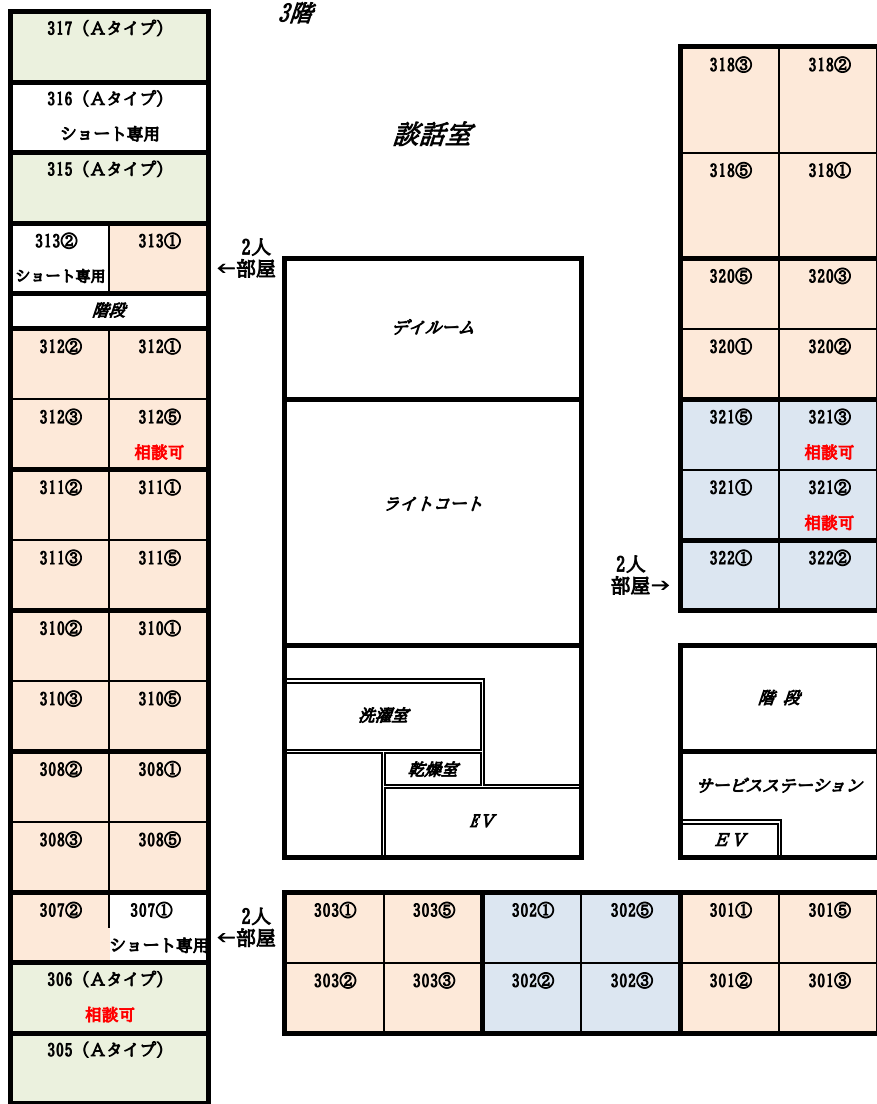 3階
317（Aタイプ）
316（Aタイプ）
ショート専用
315（Aタイプ）
313② 313①
ショート専用
2人
←部屋
階段
312② 312①
312③ 312⑤
相談可
311② 311①
311③ 311⑤
310② 310①
310③ 310⑤
308② 308①
308③ 308⑤
307② 307①
ショート専用
2人
←部屋
306（Aタイプ）
相談可
305（Aタイプ）
談話室
デイルーム
ライトコート
洗濯室
乾燥室
EV
318③ 318②
318⑤ 318①
320⑤ 320③
320① 320②
321⑤ 321③
相談可
321① 321②
相談可
2人
部屋→
322① 322②
階 段
サービスステーション
ＥＶ
303① 303⑤ 302① 302⑤ 301① 301⑤
303② 303③ 302② 302③ 301② 301③